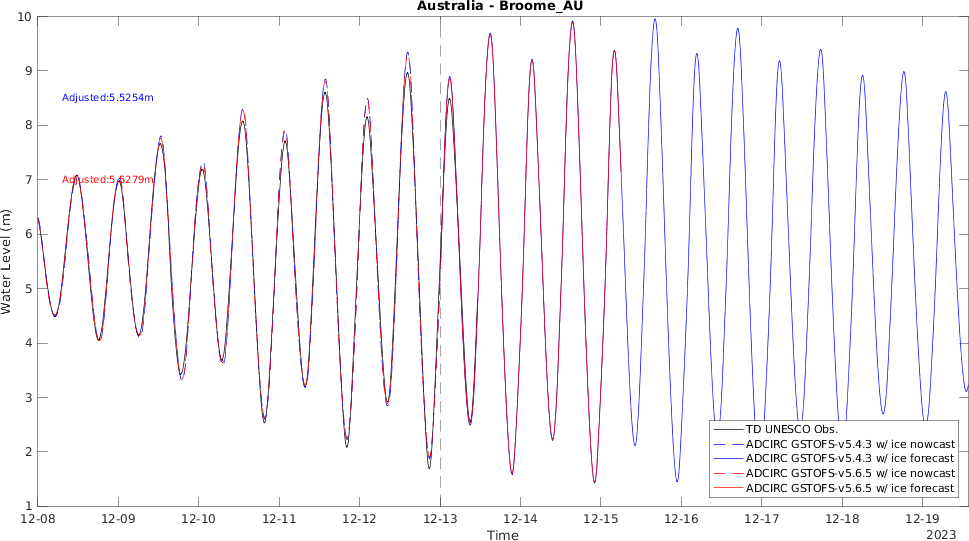 Australia - Broome_AU
10
9
8
7
6
5
4
3
2
1
Water Level (m)
Adjusted:5.5254m
Adjusted:5.5279m
TD UNESCO Obs.
ADCIRC GSTOFS-v5.4.3 w/ ice nowcast
ADCIRC GSTOFS-v5.4.3 w/ ice forecast
ADCIRC GSTOFS-v5.6.5 w/ ice nowcast
ADCIRC GSTOFS-v5.6.5 w/ ice forecast
12-08 12-09 12-10 12-11 12-12 12-13 12-14 12-15 12-16 12-17 12-18 12-19
Time
2023